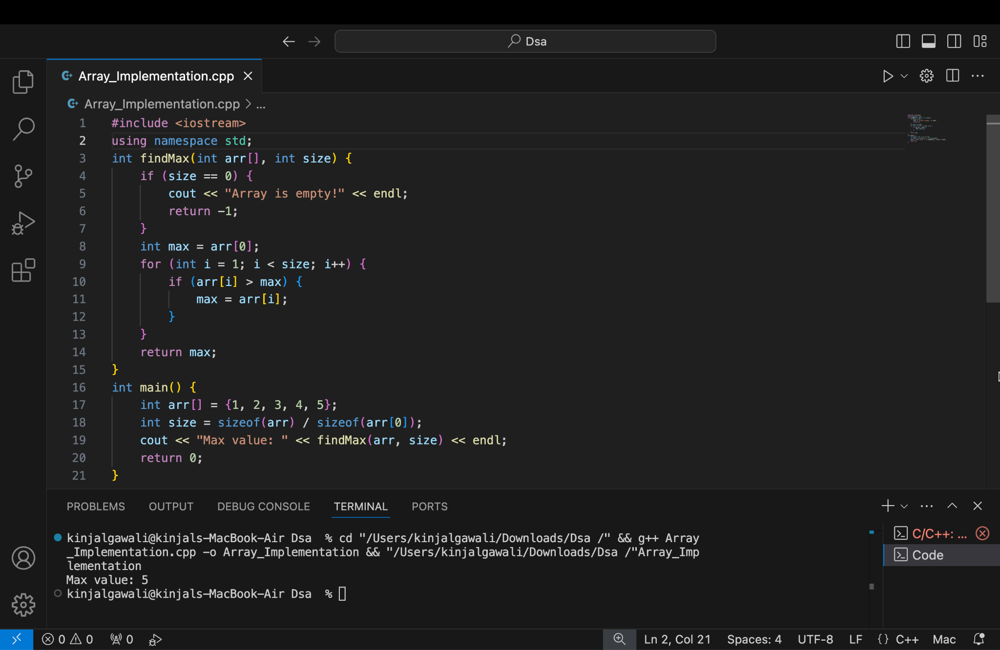 Dsa
Array_Implementation.cpp
Array_Implementation.cpp > ...
1 #include <iostream>
2 using namespace std;
3 int findMax(int arr[], int size) {
4     if (size == 0) {
5         cout << "Array is empty!" << endl;
6         return -1;
7     }
8     int max = arr[0];
9     for (int i = 1; i < size; i++) {
10         if (arr[i] > max) {
11             max = arr[i];
12         }
13     }
14     return max;
15 }
16 int main() {
17     int arr[] = {1, 2, 3, 4, 5};
18     int size = sizeof(arr) / sizeof(arr[0]);
19     cout << "Max value: " << findMax(arr, size) << endl;
20     return 0;
21 }
PROBLEMS OUTPUT DEBUG CONSOLE TERMINAL PORTS
kinjalgawali@kinjals-MacBook-Air Dsa  % cd "/Users/kinjalgawali/Downloads/Dsa /" && g++ Array
_Implementation.cpp -o Array_Implementation && "/Users/kinjalgawali/Downloads/Dsa /"Array_Imp
lementation
Max value: 5
kinjalgawali@kinjals-MacBook-Air Dsa  %
C/C++: ...
Code
0 0 0 Ln 2, Col 21 Spaces: 4 UTF-8 LF {} C++ Mac